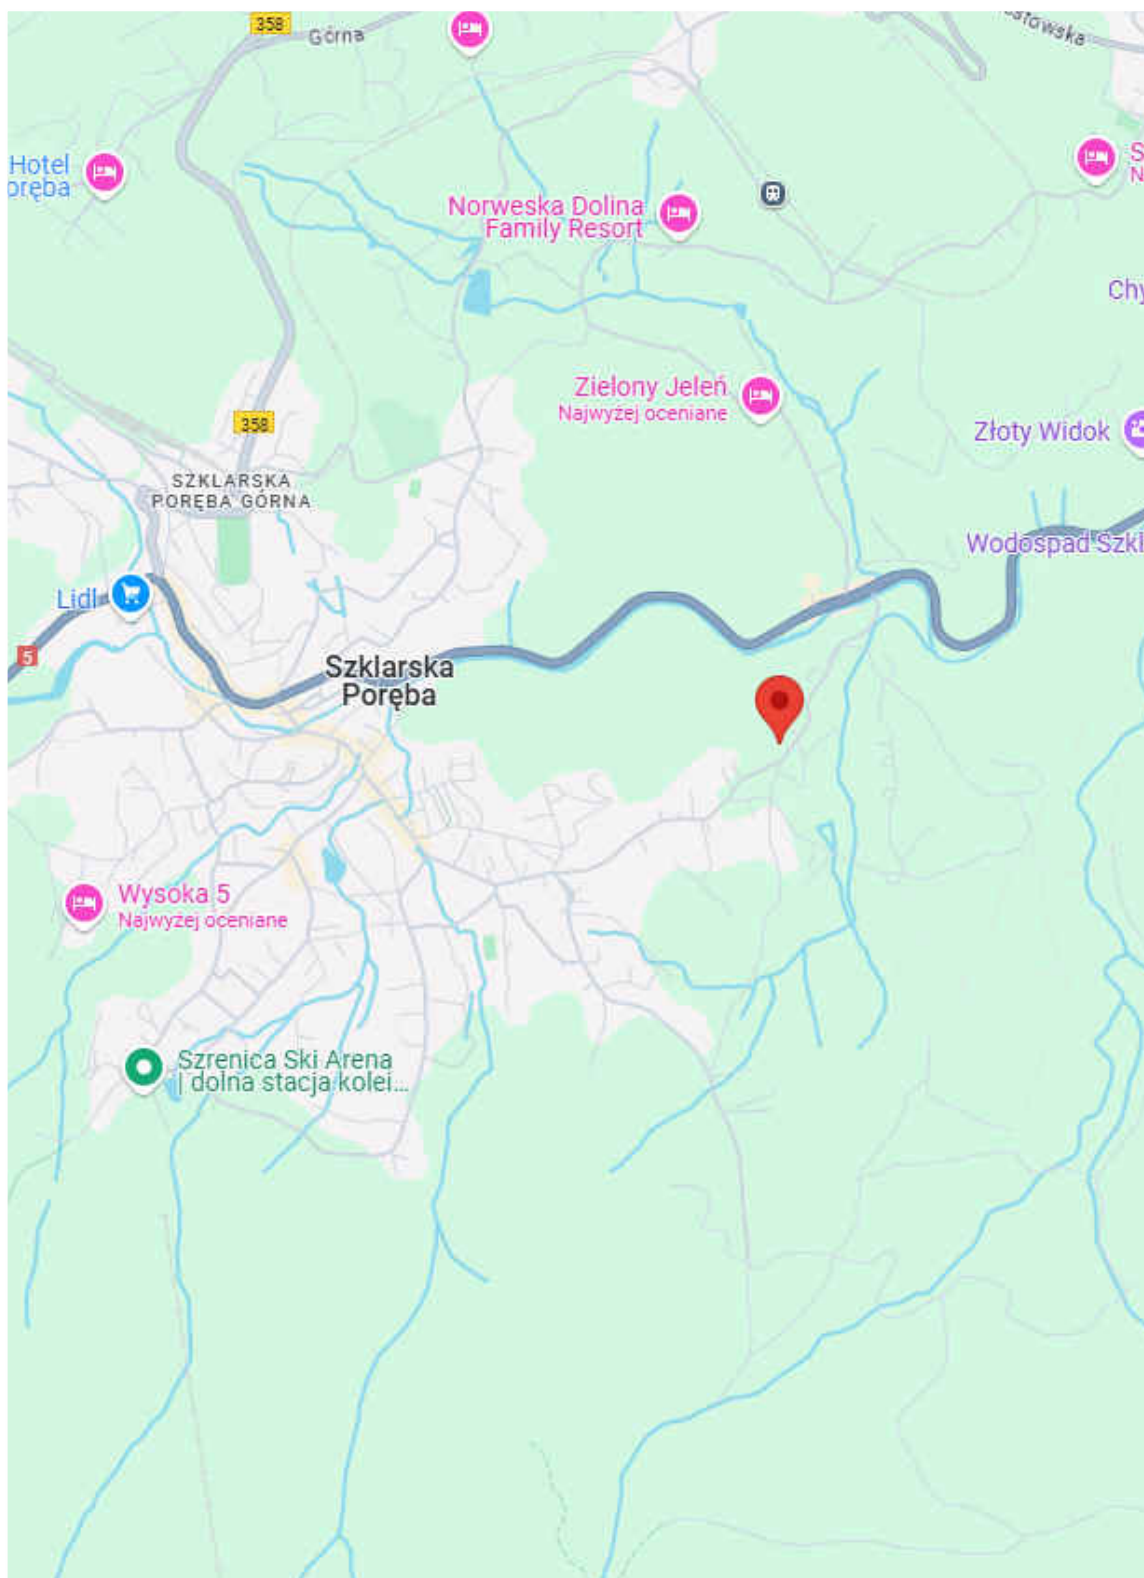 358
Górna
Hotel
Norweska Dolina
Family Resort
Zielony Jeleń
Najwyżej oceniane
358
Złoty Widok
SZKLARSKA
PORĘBA GÓRNA
Wodospad Szkl
Lidl
5
Szklarska
Poręba
Wysoka 5
Najwyżej oceniane
Szrenica Ski Arena
| dolna stacja kolei...